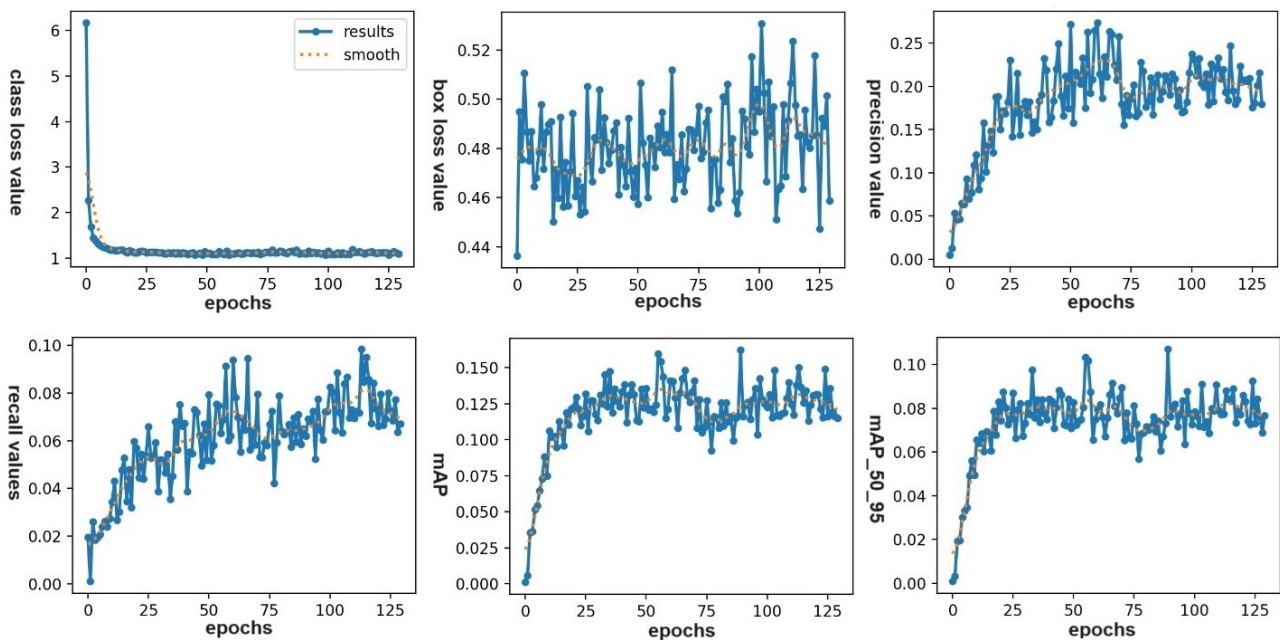 class loss value
6
5
4
3
2
1
0 25 50 75 100 125
epochs
results
smooth
box loss value
0.52
0.50
0.48
0.46
0.44
0 25 50 75 100 125
epochs
precision value
0.25
0.20
0.15
0.10
0.05
0.00
0 25 50 75 100 125
epochs
recall values
0.10
0.08
0.06
0.04
0.02
0.00
0 25 50 75 100 125
epochs
mAP
0.150
0.125
0.100
0.075
0.050
0.025
0.000
0 25 50 75 100 125
epochs
mAP_50_95
0.10
0.08
0.06
0.04
0.02
0.00
0 25 50 75 100 125
epochs